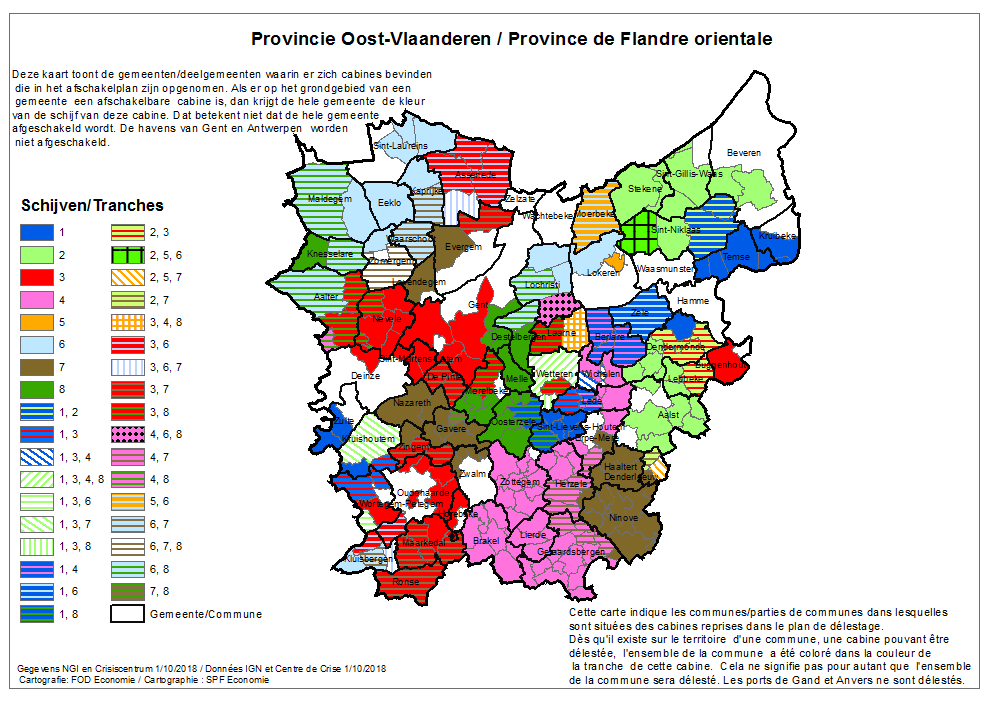 Provincie Oost-Vlaanderen / Province de Flandre orientale
Deze kaart toont de gemeenten/deelgemeenten waarin er zich cabines bevinden
die in het afschakelplan zijn opgenomen. Als er op het grondgebied van een
gemeente een afschakelbare cabine is, dan krijgt de hele gemeente de kleur
van de schijf van deze cabine. Dat betekent niet dat de hele gemeente
afgeschakeld wordt. De havens van Gent en Antwerpen worden
niet afgeschakeld.
Schijven/Tranches
1
2
3
4
5
6
7
8
1, 2
1, 3
1, 3, 4
1, 3, 4, 8
1, 3, 6
1, 3, 7
1, 3, 8
1, 4
1, 6
1, 8
2, 3
2, 5, 6
2, 5, 7
2, 7
3, 4, 8
3, 6
3, 6, 7
3, 7
3, 8
4, 6, 8
4, 7
4, 8
5, 6
6, 7
6, 7, 8
6, 8
7, 8
Gemeente/Commune
Sint-Laureins
Beveren
Assenede
Sint-Gillis-Waas
Kaprijke
Stekene
Maldegem
Eeklo
Zelzate
Wachtebeke
Moerbeke
Sint-Niklaas
Kruibeke
Waarschoot
Evergem
Knesselare
Temse
Zomergem
Lokeren
Waasmunster
Lovendegem
Lochristi
Aalter
Hamme
Gent
Zele
Nevele
Destelbergen
Laarne
Berlare
Dendermonde
Sint-Martens-Latem
Buggenhout
Deinze
De Pinte
Melle
Wetteren
Wichelen
Lebbeke
Merelbeke
Nazareth
Lede
Aalst
Zulte
Oosterzele
Gavere
Sint-Lievens-Houtem
Kruishoutem
Erpe-Mere
Zingem
Haaltert
Zwalm
Denderleeuw
Zottegem
Herzele
Oudenaarde
Wortegem-Petegem
Horebeke
Ninove
Lierde
Brakel
Maarkedal
Geraardsbergen
Kluisbergen
Ronse
Cette carte indique les communes/parties de communes dans lesquelles
sont situées des cabines reprises dans le plan de délestage.
Dès qu'il existe sur le territoire d'une commune, une cabine pouvant être
délestée, l'ensemble de la commune a été coloré dans la couleur de
la tranche de cette cabine. Cela ne signifie pas pour autant que l'ensemble
de la commune sera délesté. Les ports de Gand et Anvers ne sont délestés.
Gegevens NGI en Crisiscentrum 1/10/2018 / Données IGN et Centre de Crise 1/10/2018
Cartografie: FOD Economie / Cartographie : SPF Economie